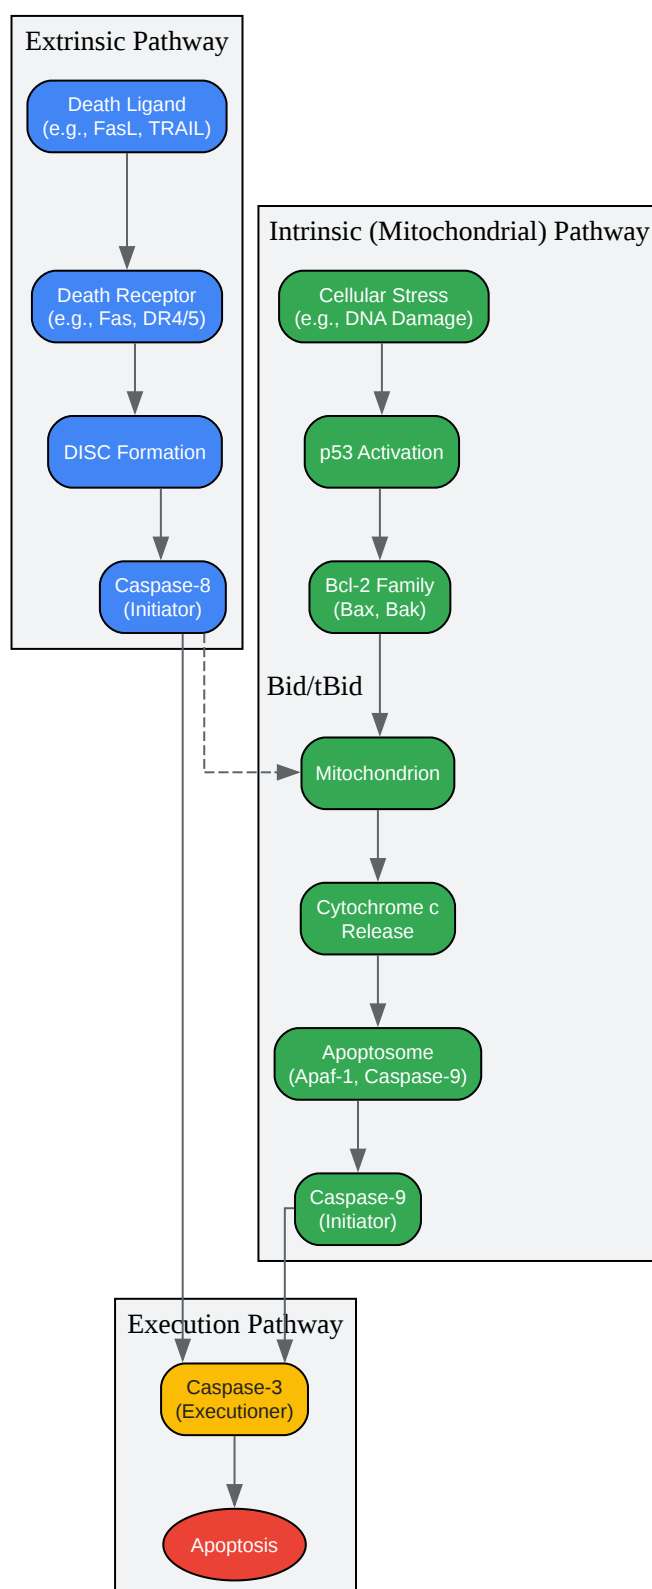 Extrinsic Pathway
Death Ligand
(e.g., FasL, TRAIL)
Death Receptor
(e.g., Fas, DR4/5)
DISC Formation
Caspase-8
(Initiator)
Intrinsic (Mitochondrial) Pathway
Cellular Stress
(e.g., DNA Damage)
p53 Activation
Bcl-2 Family
(Bax, Bak)
Bid/tBid
Mitochondrion
Cytochrome c
Release
Apoptosome
(Apaf-1, Caspase-9)
Caspase-9
(Initiator)
Execution Pathway
Caspase-3
(Executioner)
Apoptosis